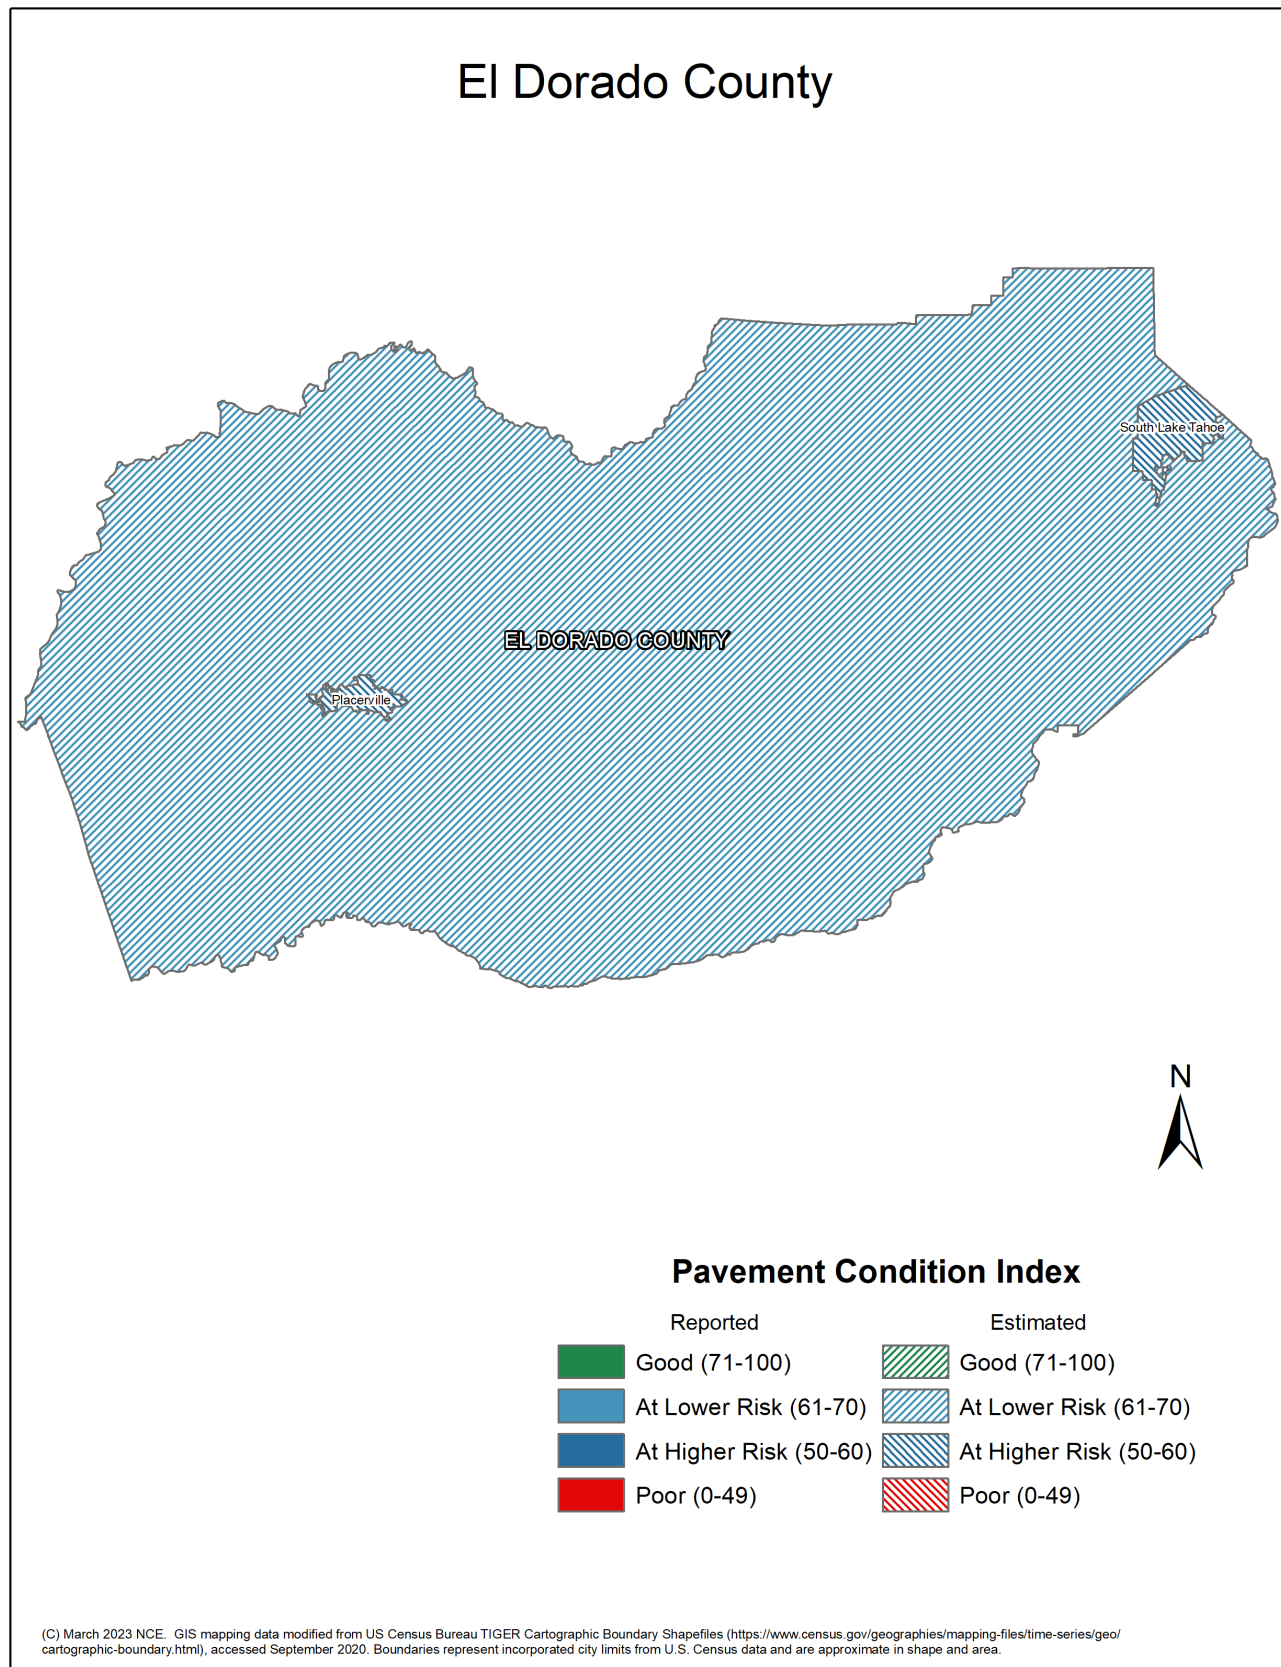 El Dorado County
South Lake Tahoe
EL DORADO COUNTY
Placerville
N
Pavement Condition Index
Reported Estimated
Good (71-100) Good (71-100)
At Lower Risk (61-70) At Lower Risk (61-70)
At Higher Risk (50-60) At Higher Risk (50-60)
Poor (0-49) Poor (0-49)
(C) March 2023 NCE.  GIS mapping data modified from US Census Bureau TIGER Cartographic Boundary Shapefiles (https://www.census.gov/geographies/mapping-files/time-series/geo/
cartographic-boundary.html), accessed September 2020. Boundaries represent incorporated city limits from U.S. Census data and are approximate in shape and area.